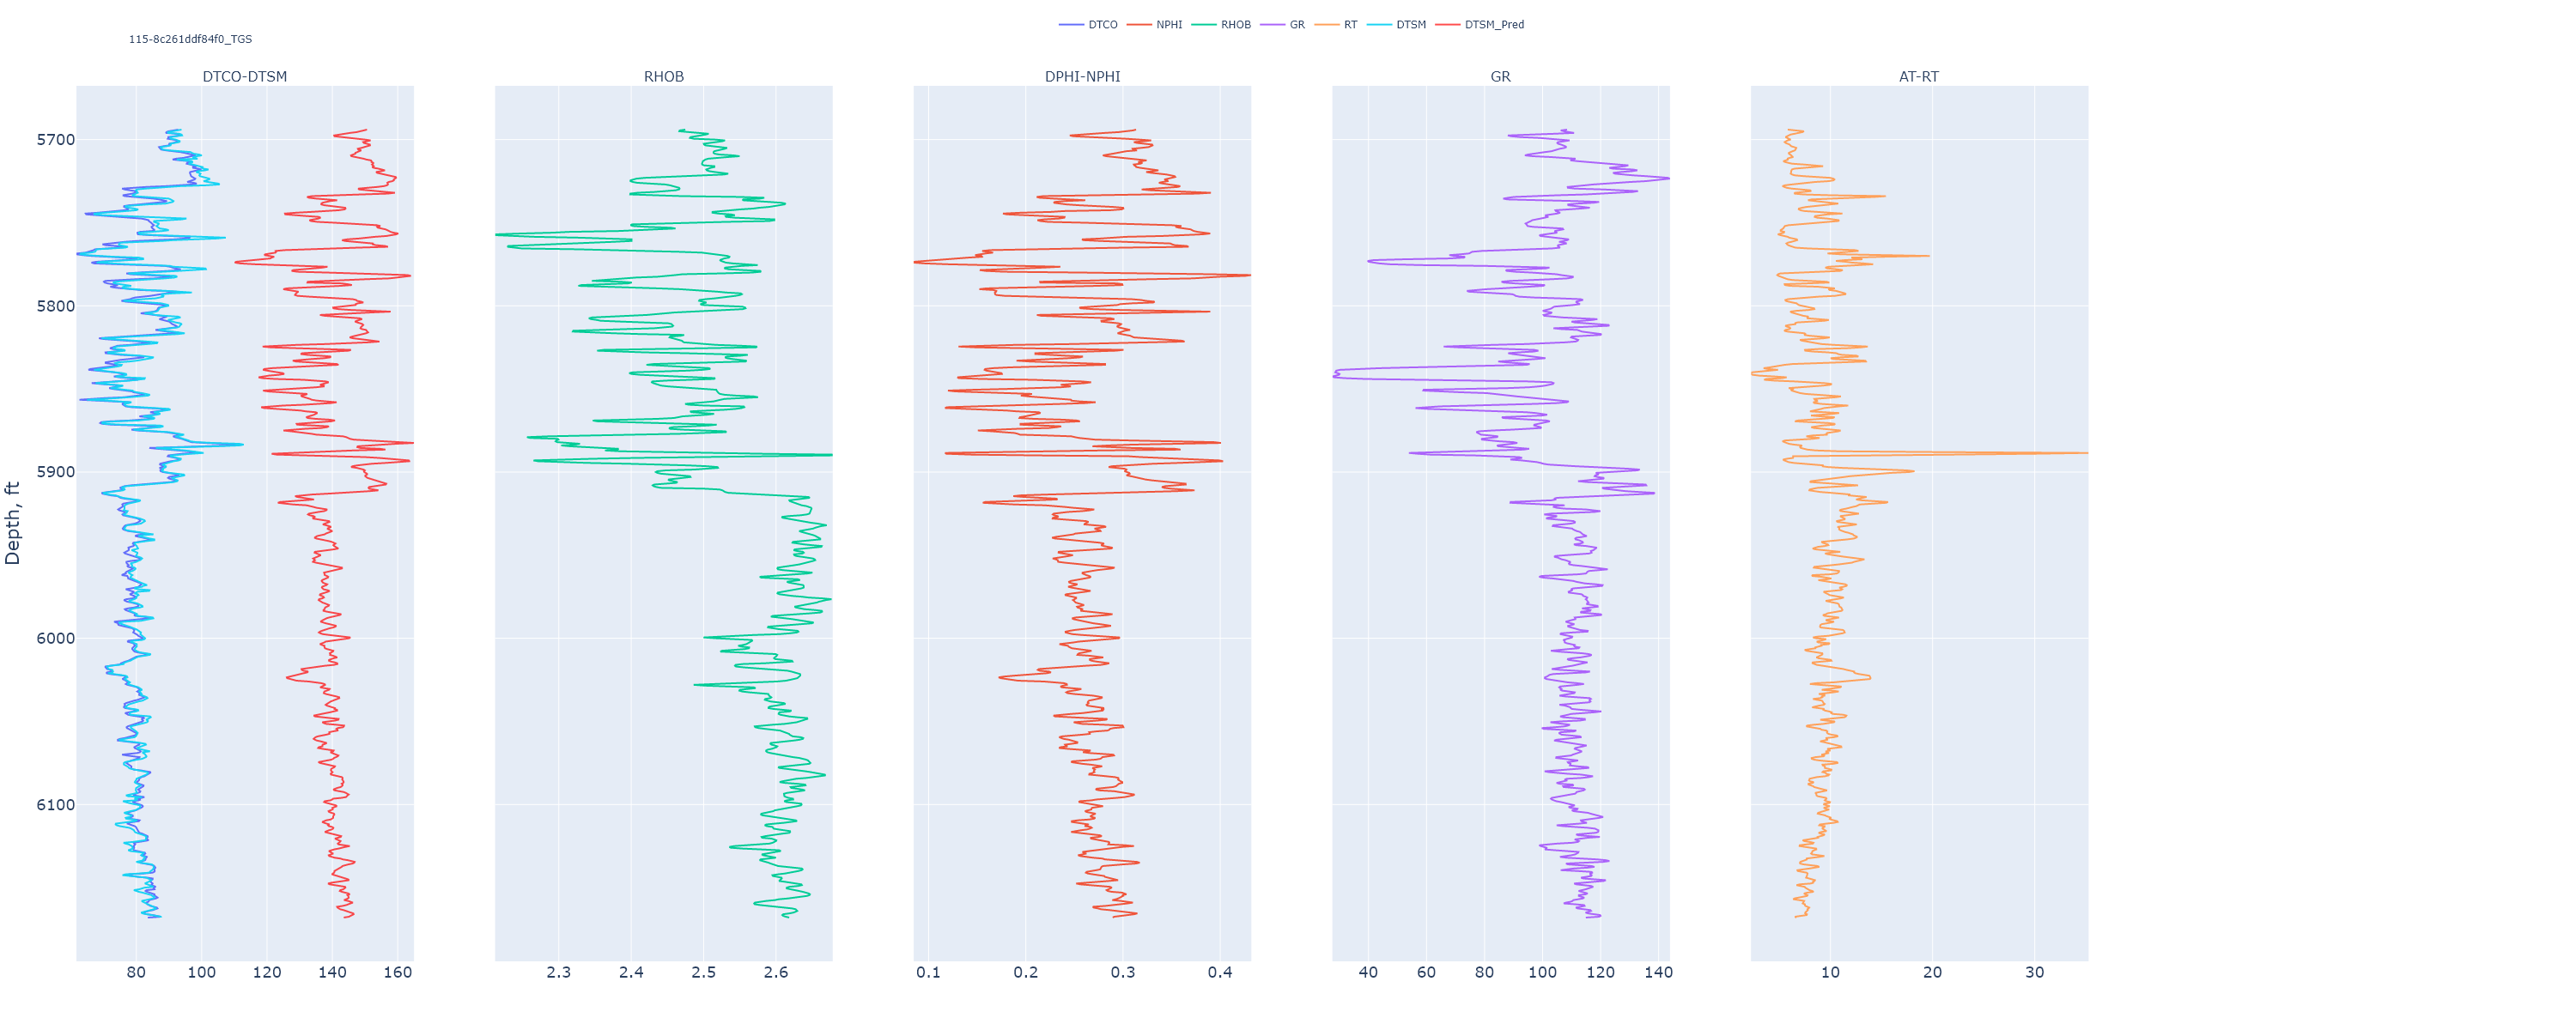 DTCO NPHI RHOB GR RT DTSM DTSM_Pred
115-8c261ddf84f0_TGS
DTCO-DTSM RHOB DPHI-NPHI GR AT-RT
5700
5800
5900
6000
6100
Depth, ft
80 100 120 140 160 2.3 2.4 2.5 2.6 0.1 0.2 0.3 0.4 40 60 80 100 120 140 10 20 30